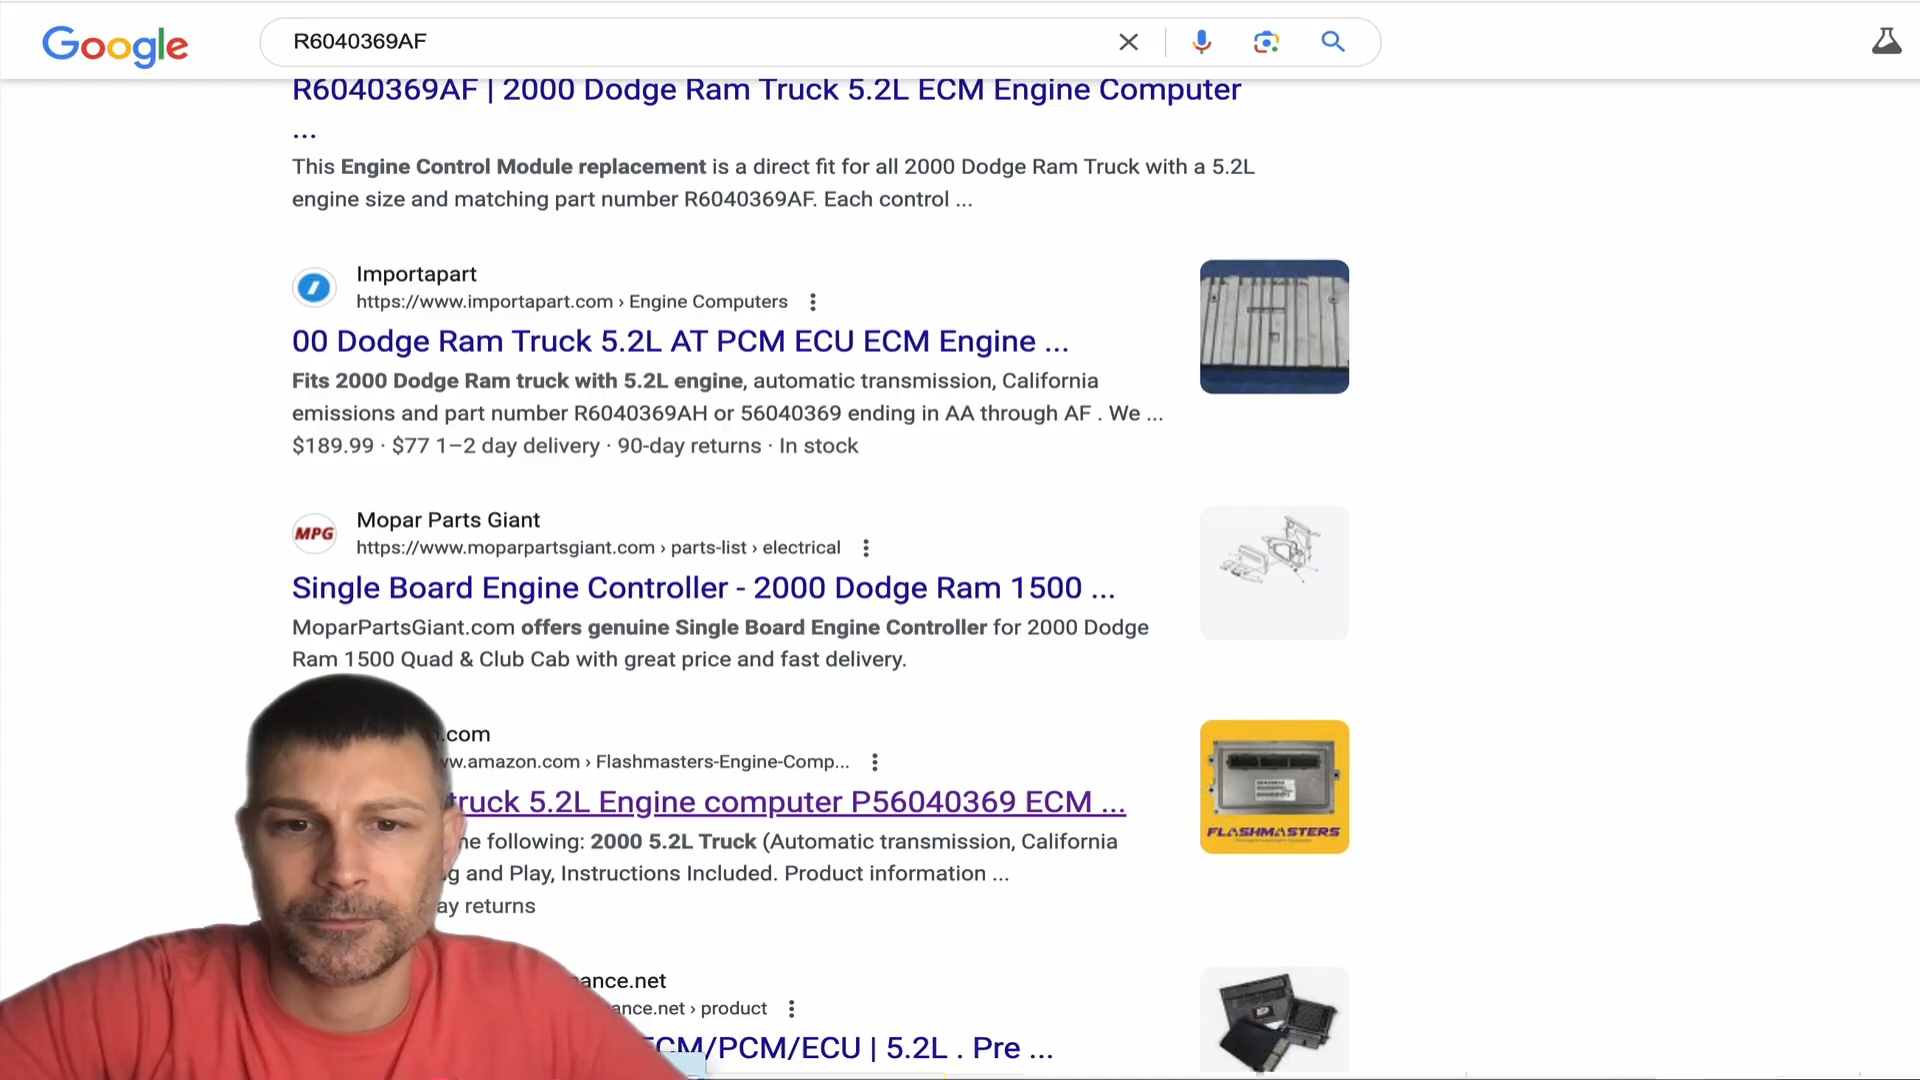 Google
R6040369AF
R6040369AF | 2000 Dodge Ram Truck 5.2L ECM Engine Computer
...
This Engine Control Module replacement is a direct fit for all 2000 Dodge Ram Truck with a 5.2L
engine size and matching part number R6040369AF. Each control ...
Importapart
https://www.importapart.com › Engine Computers
00 Dodge Ram Truck 5.2L AT PCM ECU ECM Engine ...
Fits 2000 Dodge Ram truck with 5.2L engine, automatic transmission, California
emissions and part number R6040369AH or 56040369 ending in AA through AF . We ...
$189.99 · $77 1–2 day delivery · 90-day returns · In stock
MPG
Mopar Parts Giant
https://www.moparpartsgiant.com › parts-list › electrical
Single Board Engine Controller - 2000 Dodge Ram 1500 ...
MoparPartsGiant.com offers genuine Single Board Engine Controller for 2000 Dodge
Ram 1500 Quad & Club Cab with great price and fast delivery.
.com
.amazon.com › Flashmasters-Engine-Comp...
truck 5.2L Engine computer P56040369 ECM ...
following: 2000 5.2L Truck (Automatic transmission, California
and Play, Instructions Included. Product information ...
returns
FLASHMASTERS
.net
.net › product
ECM/PCM/ECU | 5.2L . Pre ...